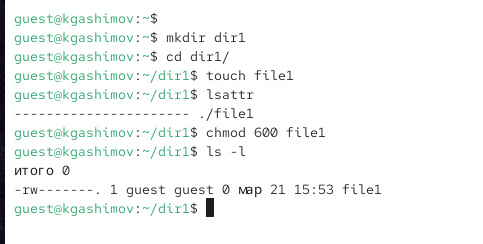 guest@kgashimov:~$
guest@kgashimov:~$ mkdir dir1
guest@kgashimov:~$ cd dir1/
guest@kgashimov:~/dir1$ touch file1
guest@kgashimov:~/dir1$ lsattr
---------------------- ./file1
guest@kgashimov:~/dir1$ chmod 600 file1
guest@kgashimov:~/dir1$ ls -l
итого 0
-rw-------. 1 guest guest 0 мар 21 15:53 file1
guest@kgashimov:~/dir1$